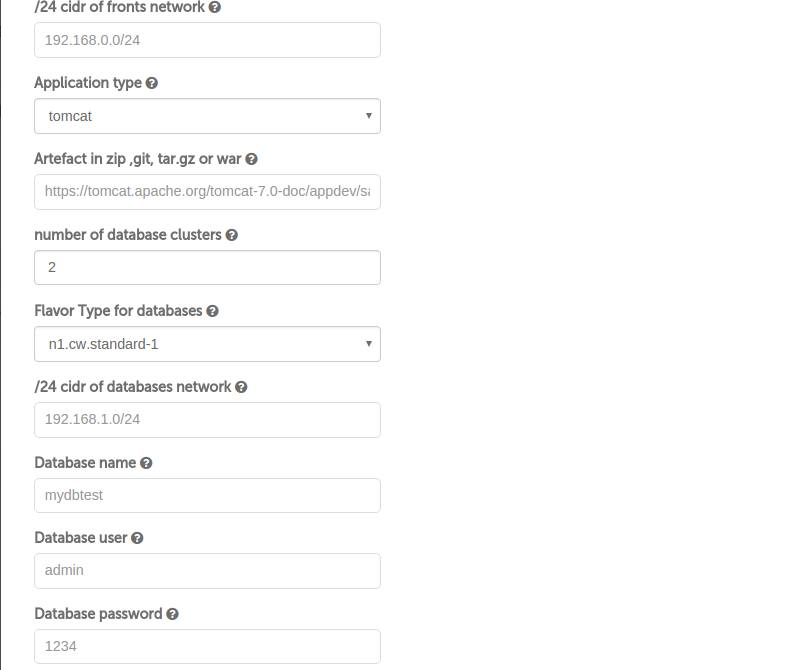 /24 cidr of fronts network
192.168.0.0/24
Application type
tomcat
Artefact in zip ,git, tar.gz or war
https://tomcat.apache.org/tomcat-7.0-doc/appdev/sa
number of database clusters
2
Flavor Type for databases
n1.cw.standard-1
/24 cidr of databases network
192.168.1.0/24
Database name
mydbtest
Database user
admin
Database password
1234